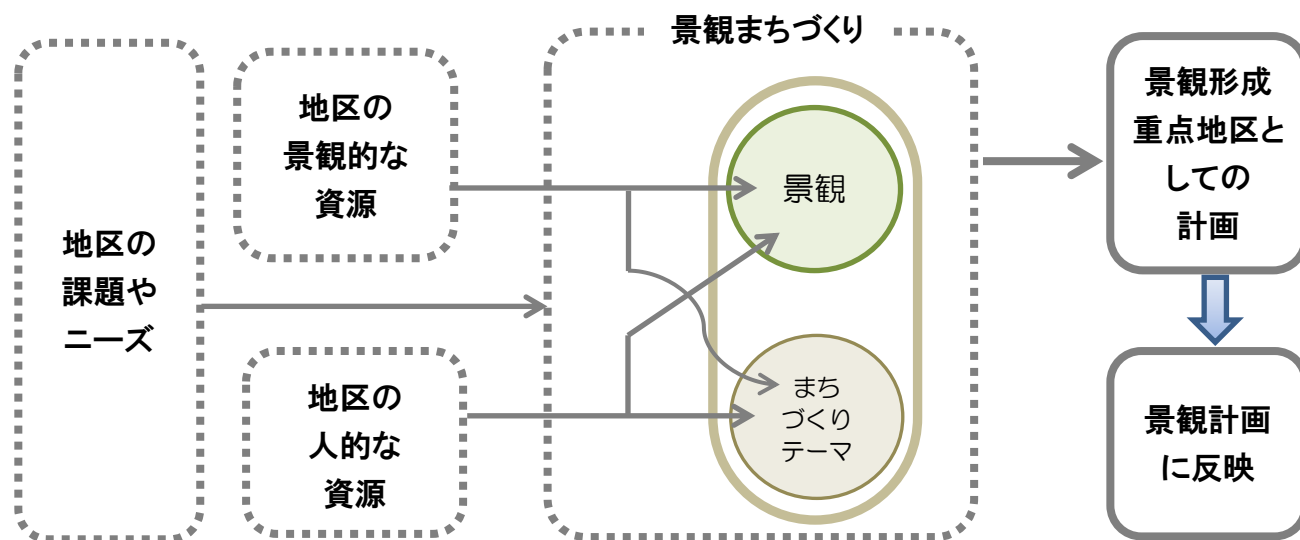 地区の
課題や
ニーズ
地区の
景観的な
資源
地区の
人的な
資源
景観まちづくり
景観
まち
づくり
テーマ
景観形成
重点地区と
しての
計画
景観計画
に反映